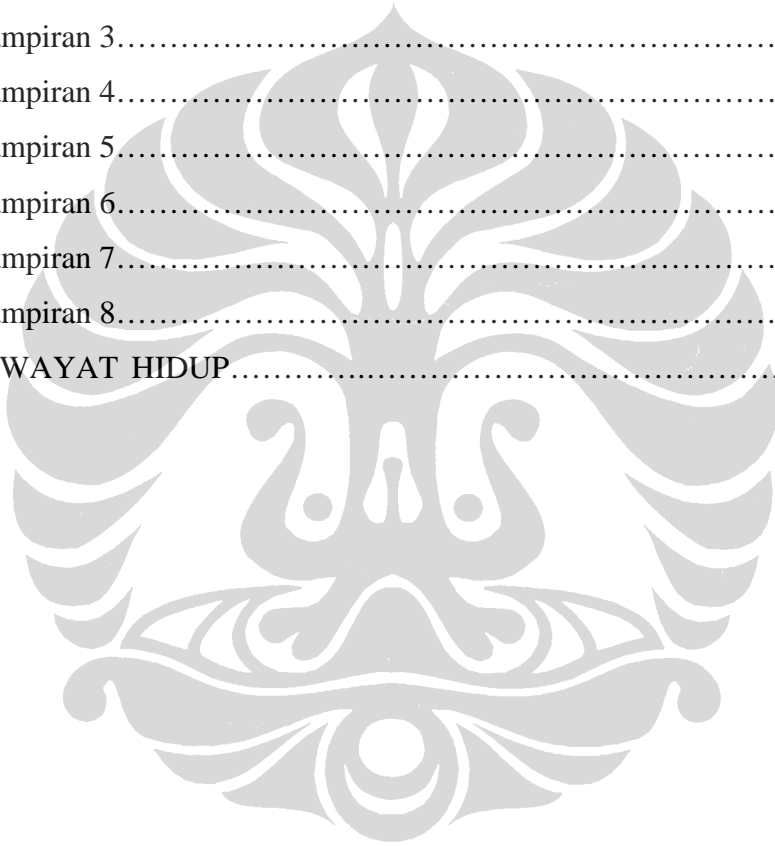 mpiran 3……………………………………………………………
mpiran 4……………………………………………………………
mpiran 5……………………………………………………………
mpiran 6……………………………………………………………
mpiran 7……………………………………………………………
mpiran 8……………………………………………………………
WAYAT HIDUP…………………………………………………